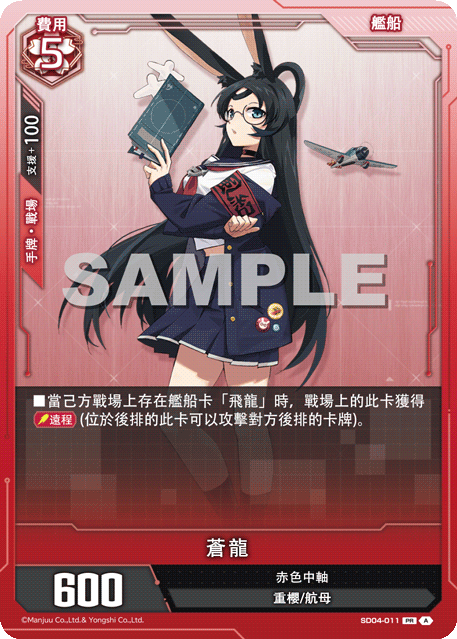 費用
5
艦船
支援+100
手牌・戰場
風紀
SAMPLE
■當己方戰場上存在艦船卡「飛龍」時，戰場上的此卡獲得
遠程(位於後排的此卡可以攻擊對方後排的卡牌)。
蒼龍
600
赤色中軸
重櫻/航母
©Manjuu Co.,Ltd.& Yongshi Co.,Ltd.
SD04-011 PR A